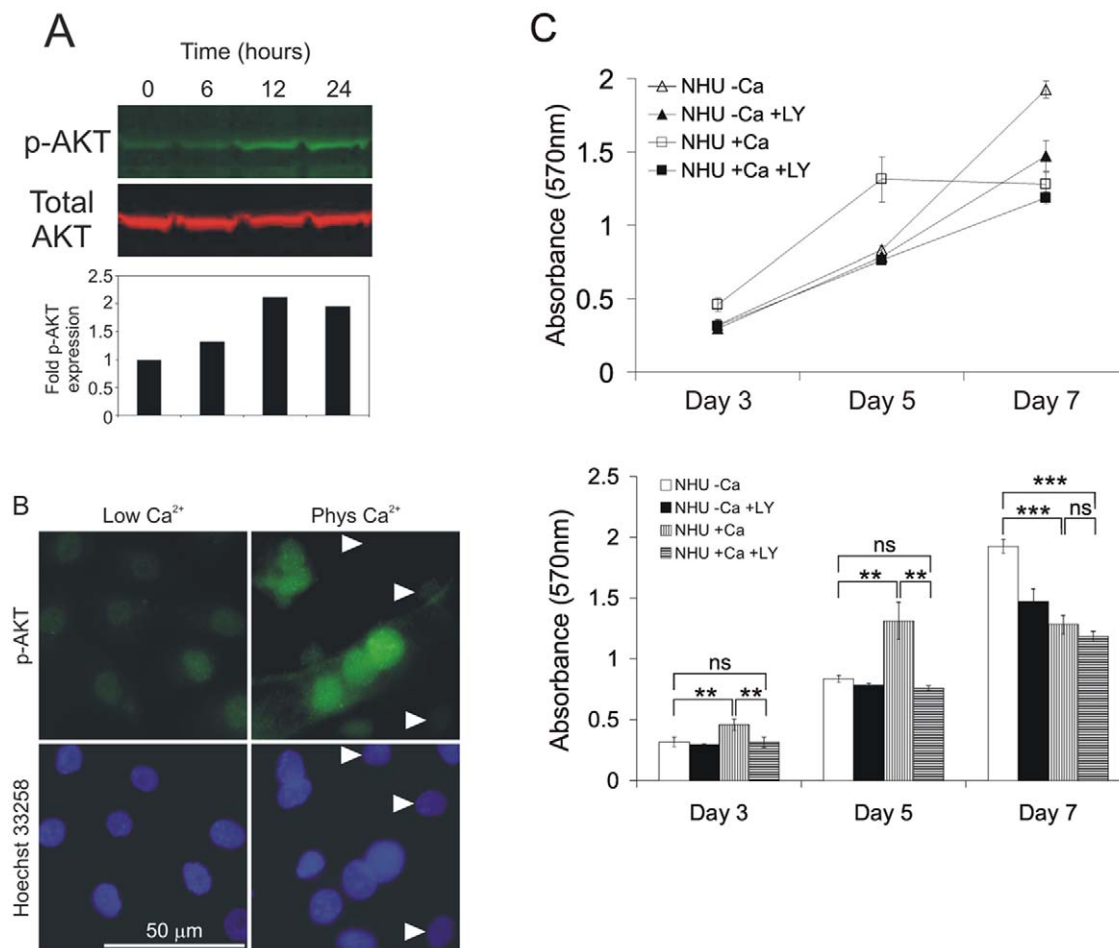 A
Time (hours)
0 6 12 24
p-AKT
Total
AKT
Fold p-AKT
expression
2.5
2
1.5
1
0.5
0
B
Low Ca²⁺
Phys Ca²⁺
p-AKT
Hoechst 33258
50 μm
C
NHU -Ca
NHU -Ca +LY
NHU +Ca
NHU +Ca +LY
Absorbance (570nm)
2
1.5
1
0.5
0
Day 3
Day 5
Day 7
NHU -Ca
NHU -Ca +LY
NHU +Ca
NHU +Ca +LY
Absorbance (570nm)
2.5
2
1.5
1
0.5
0
ns
** **
ns
** **
***
*** ns
Day 3
Day 5
Day 7